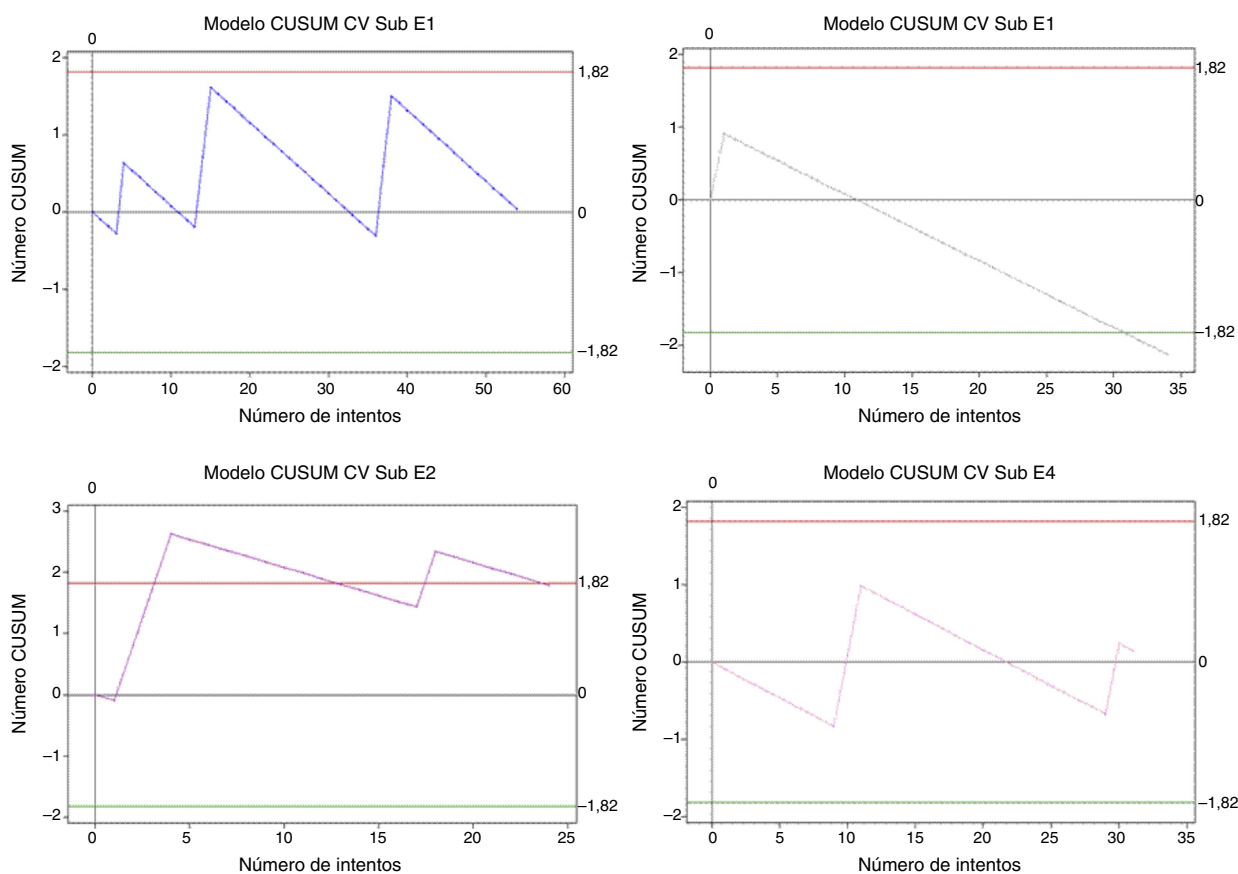 Modelo CUSUM CV Sub E1
0
2
1
0
−1
−2
1,82
0
−1,82
0 10 20 30 40 50 60
Número CUSUM
Número de intentos
Modelo CUSUM CV Sub E1
0
2
1
0
−1
−2
1,82
0
−1,82
0 5 10 15 20 25 30 35
Número CUSUM
Número de intentos
Modelo CUSUM CV Sub E2
0
3
2
1
0
−1
−2
1,82
0
−1,82
0 5 10 15 20 25
Número CUSUM
Número de intentos
Modelo CUSUM CV Sub E4
0
2
1
0
−1
−2
1,82
0
−1,82
0 5 10 15 20 25 30 35
Número CUSUM
Número de intentos